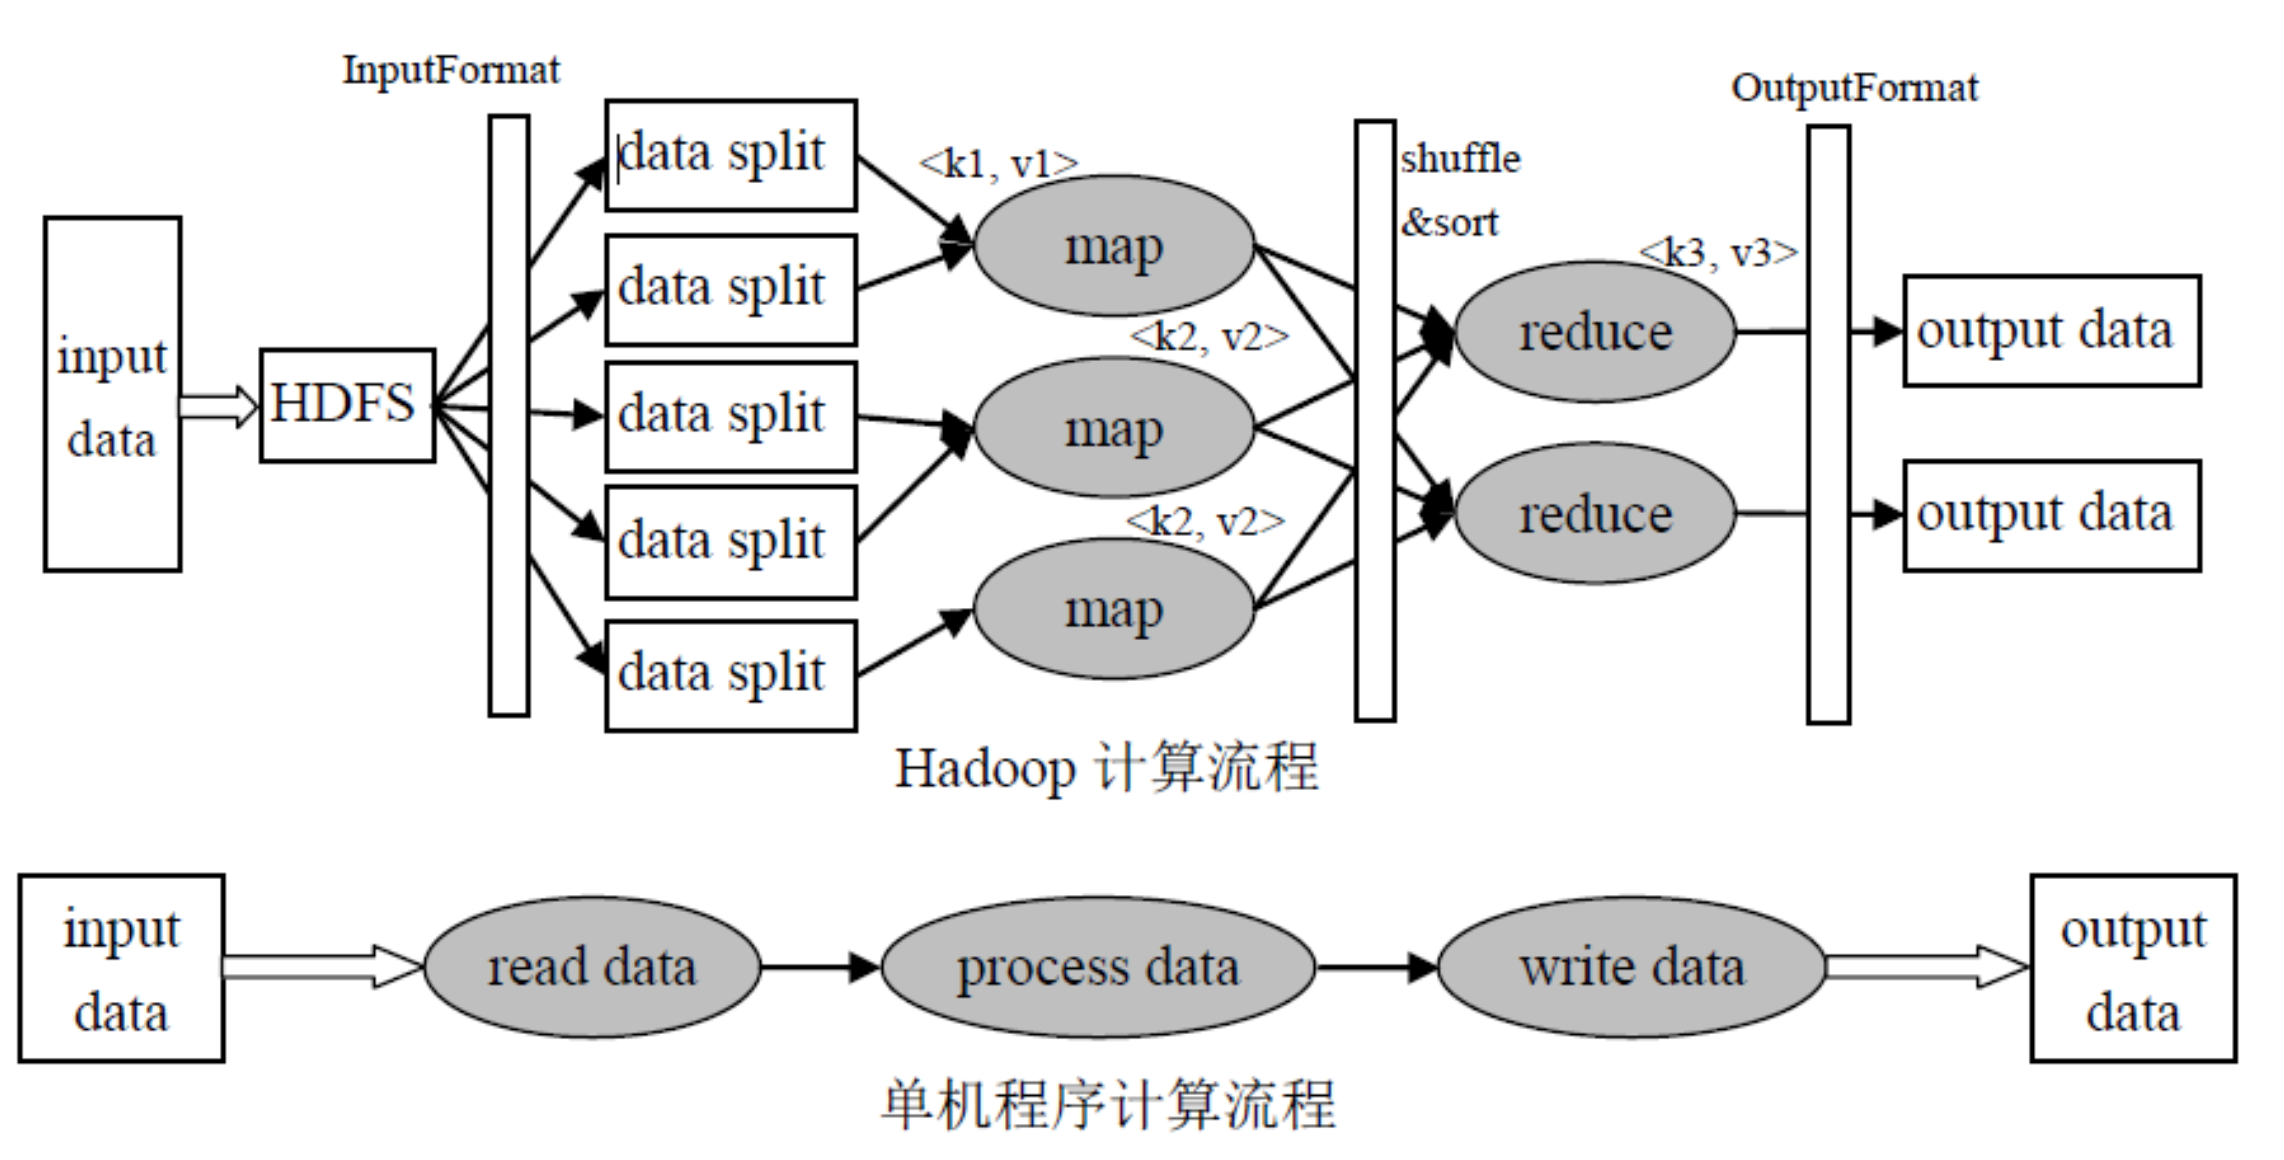 InputFormat
OutputFormat
input
data
HDFS
data split
data split
data split
data split
data split
<k1, v1>
map
<k2, v2>
map
<k2, v2>
map
shuffle
&sort
<k3, v3>
reduce
reduce
output data
output data
Hadoop 计算流程
input
data
read data
process data
write data
output
data
单机程序计算流程